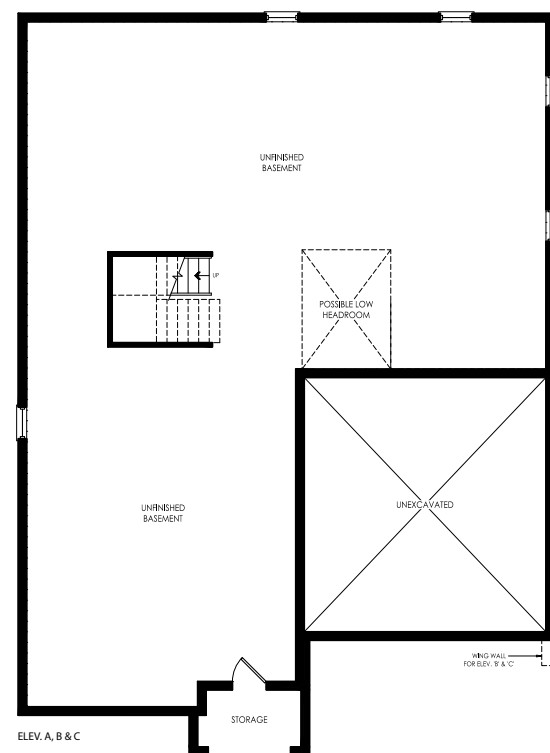 UNFINISHED
BASEMENT
UP
POSSIBLE LOW
HEADROOM
UNFINISHED
BASEMENT
UNEXCAVATED
WING WALL
FOR ELEV. 'B' & 'C'
STORAGE
ELEV. A, B & C